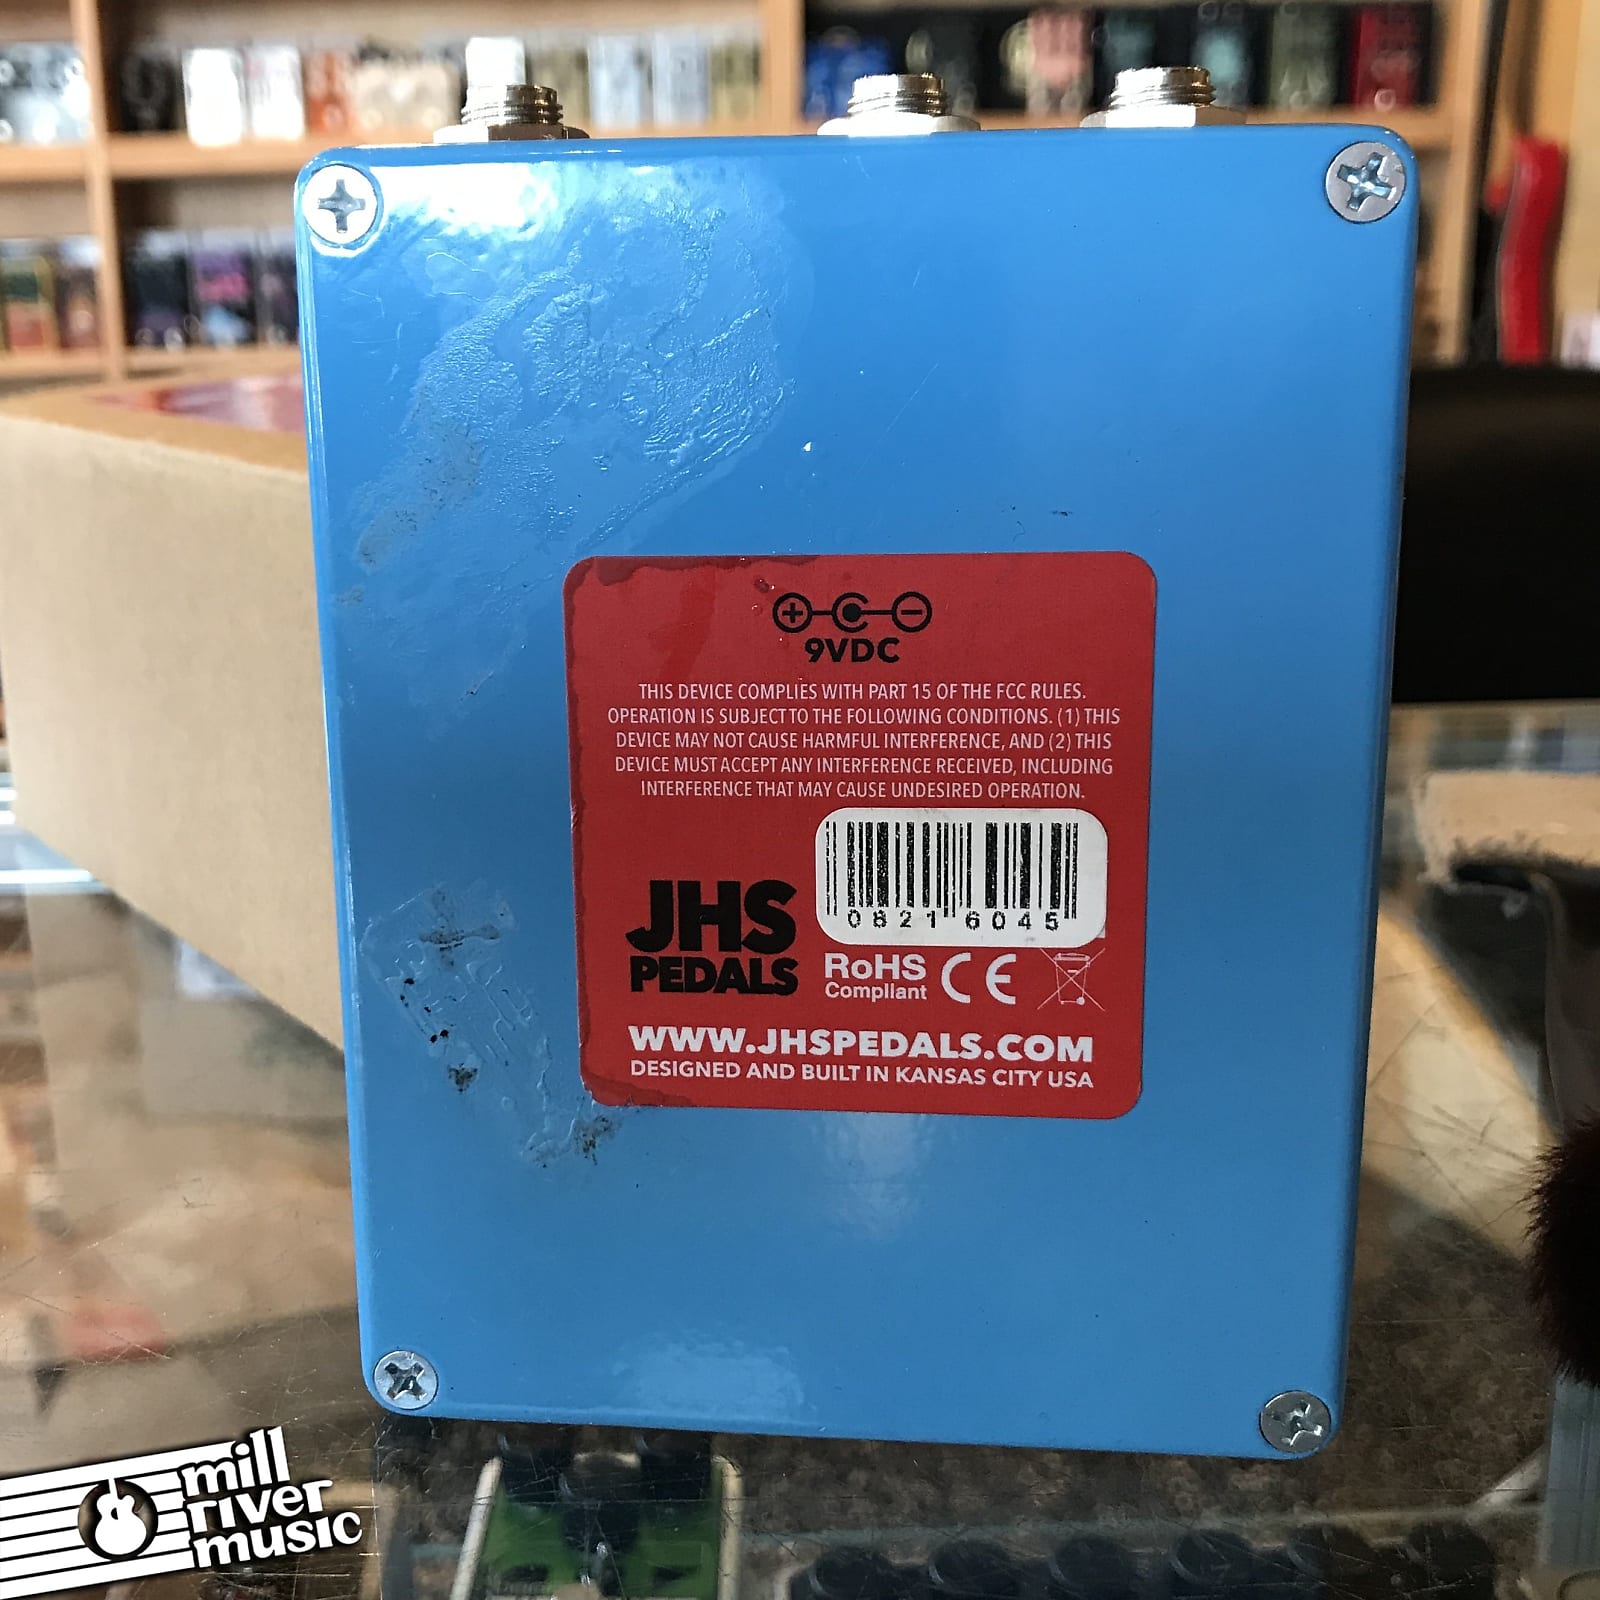 9VDC
THIS DEVICE COMPLIES WITH PART 15 OF THE FCC RULES.
OPERATION IS SUBJECT TO THE FOLLOWING CONDITIONS. (1) THIS
DEVICE MAY NOT CAUSE HARMFUL INTERFERENCE, AND (2) THIS
DEVICE MUST ACCEPT ANY INTERFERENCE RECEIVED, INCLUDING
INTERFERENCE THAT MAY CAUSE UNDESIRED OPERATION.
08216045
JHS
PEDALS
RoHS
Compliant
CE
WWW.JHSPEDALS.COM
DESIGNED AND BUILT IN KANSAS CITY USA
mill
river
music